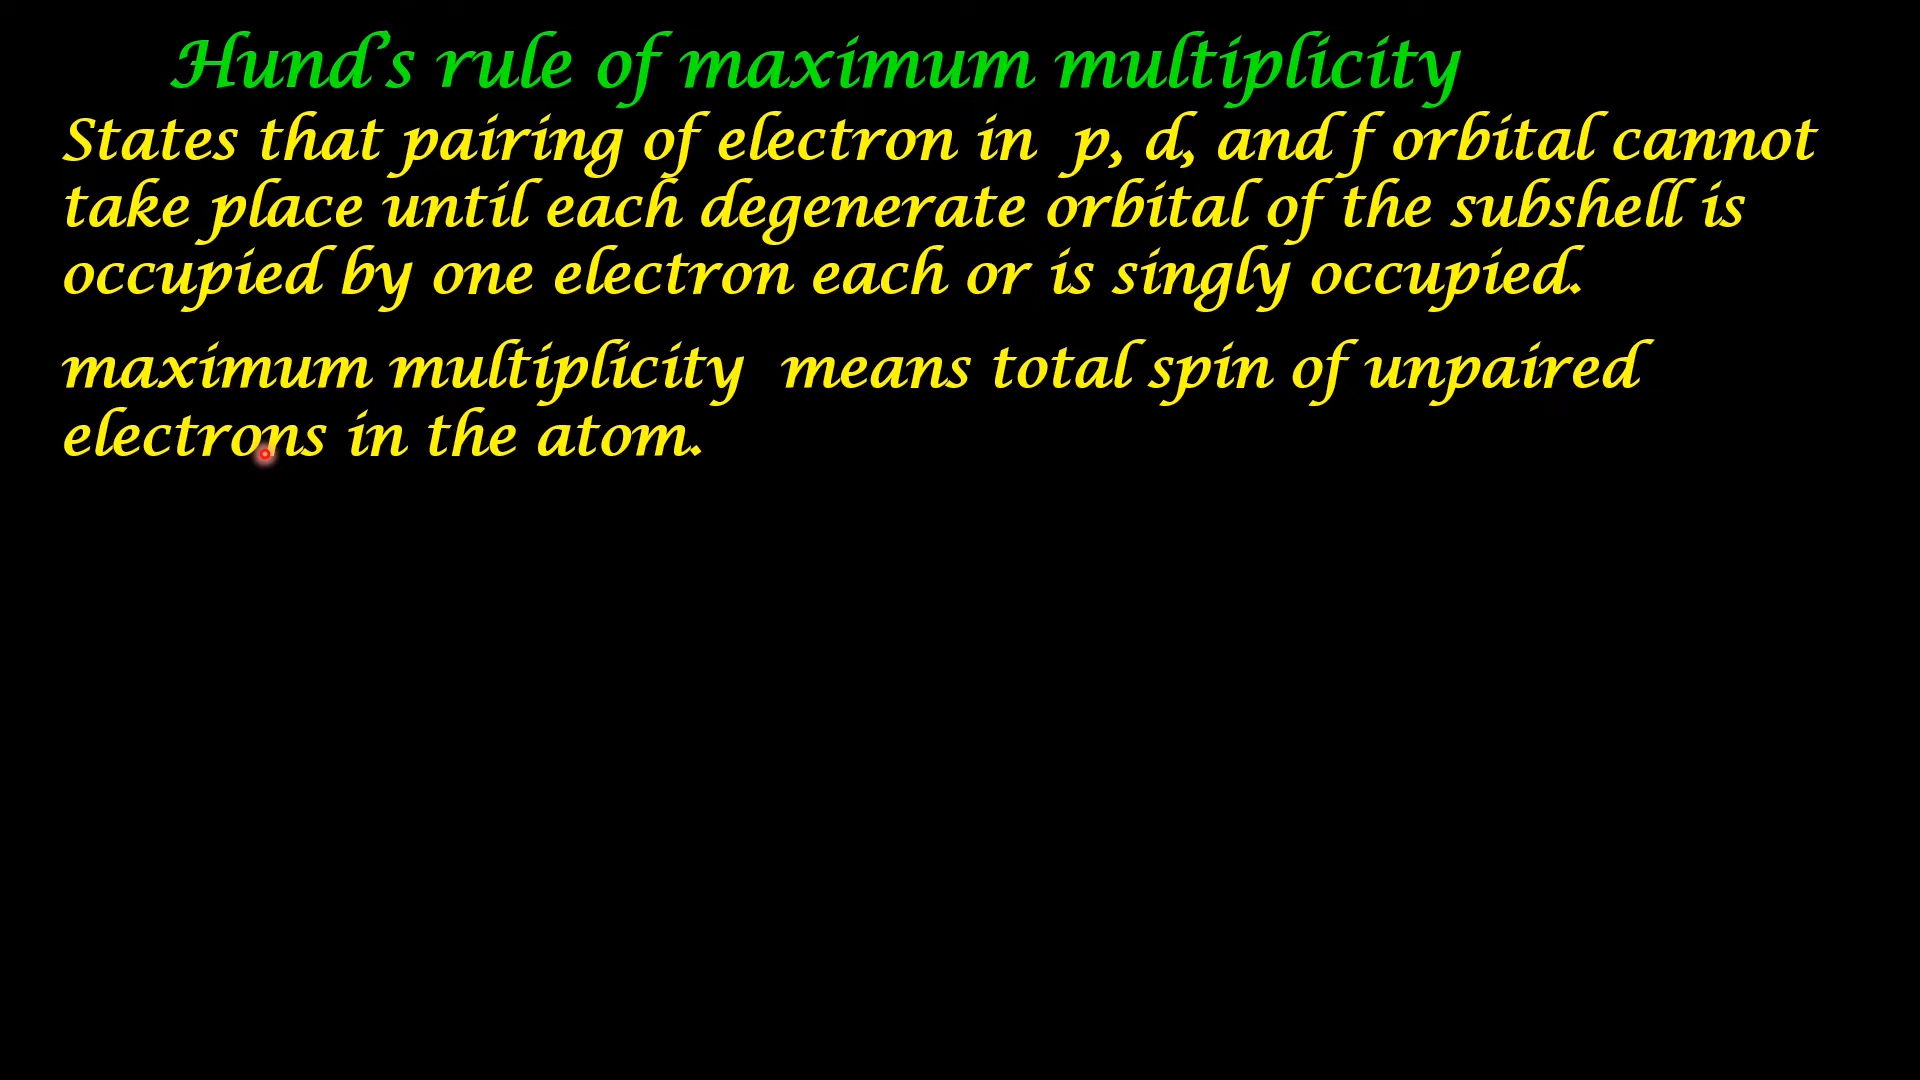 Hund's rule of maximum multiplicity
States that pairing of electron in p, d, and f orbital cannot
take place until each degenerate orbital of the subshell is
occupied by one electron each or is singly occupied.
maximum multiplicity means total spin of unpaired
electrons in the atom.